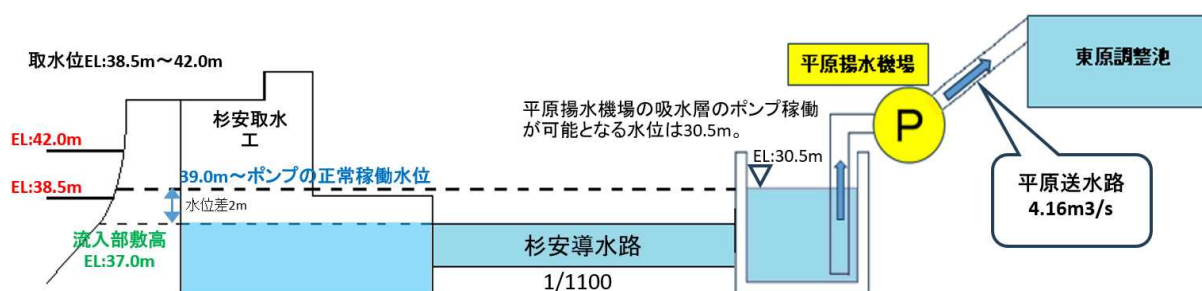 取水位EL:38.5m～42.0m
杉安取水
工
EL:42.0m
EL:38.5m
39.0m～ポンプの正常稼働水位
水位差2m
流入部敷高
EL:37.0m
杉安導水路
1/1100
平原揚水機場の吸水層のポンプ稼働
が可能となる水位は30.5m。
EL:30.5m
平原揚水機場
P
東原調整池
平原送水路
4.16m3/s